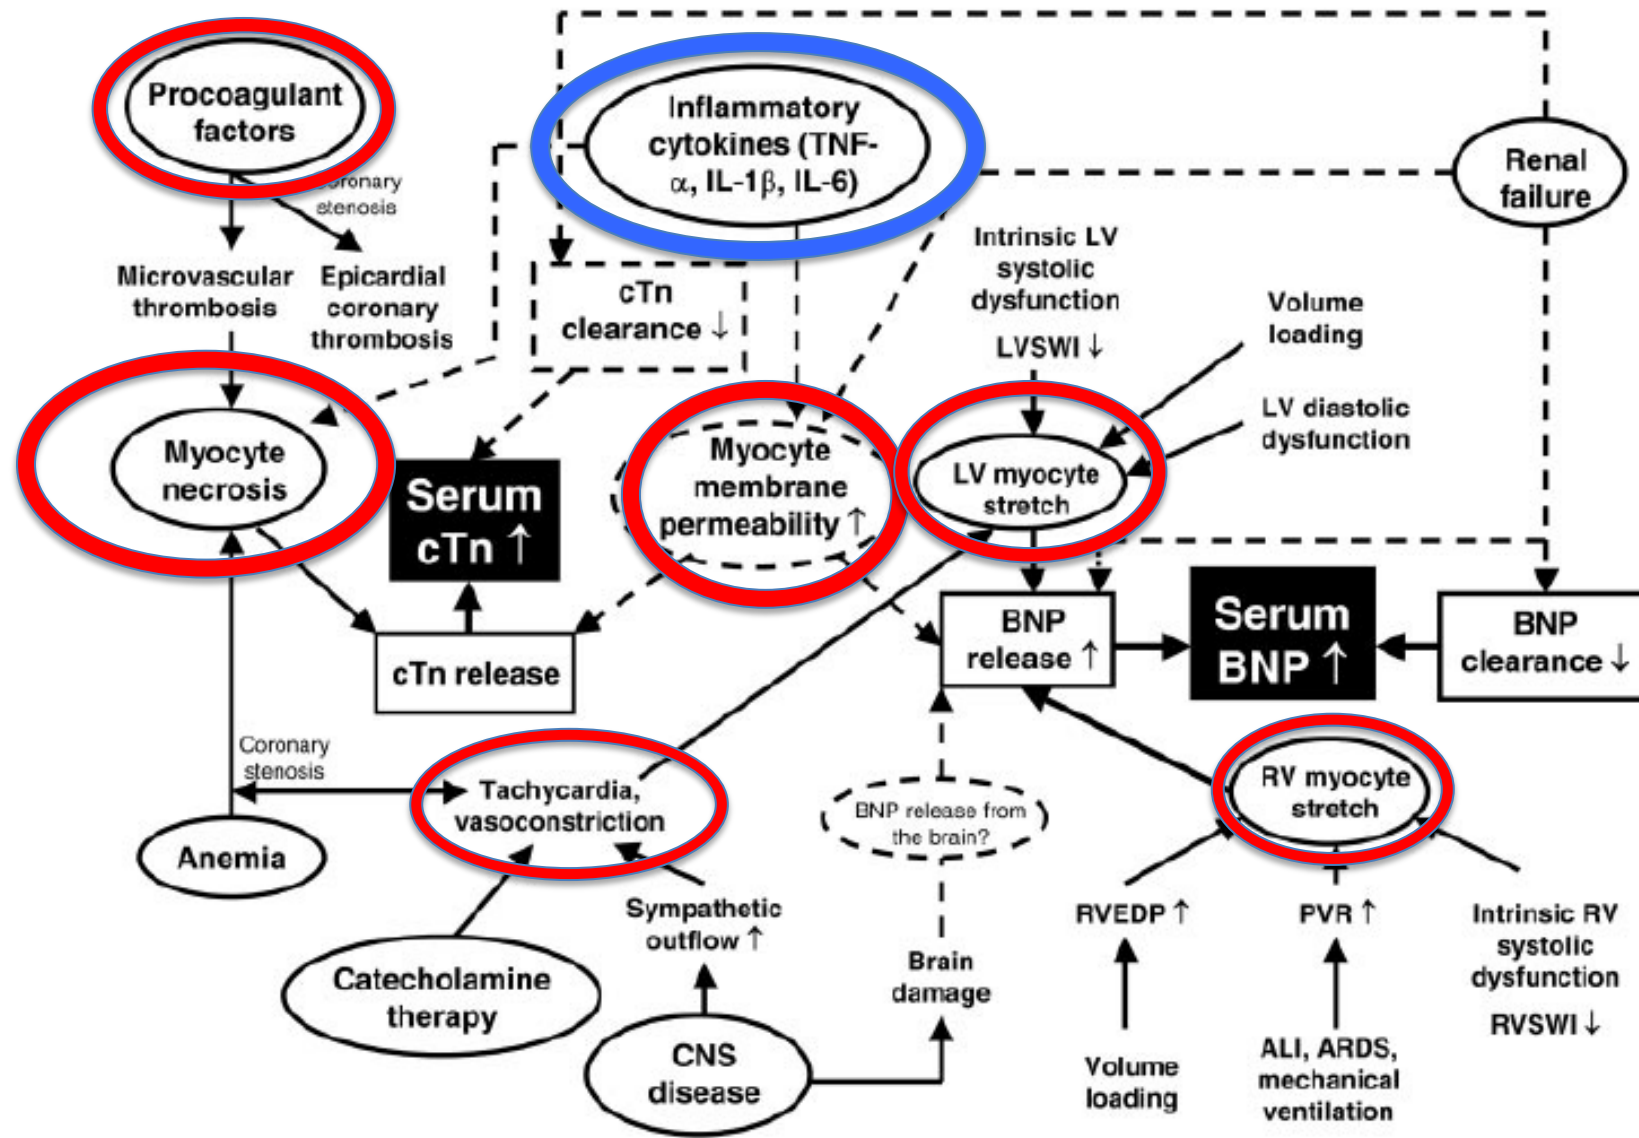 Procoagulant
factors
Coronary
stenosis
Microvascular
thrombosis
Epicardial
coronary
thrombosis
Inflammatory
cytokines (TNF-
α, IL-1β, IL-6)
Renal
failure
cTn
clearance ↓
Intrinsic LV
systolic
dysfunction
LVSWI ↓
Volume
loading
LV diastolic
dysfunction
Myocyte
necrosis
Serum
cTn ↑
Myocyte
membrane
permeability ↑
LV myocyte
stretch
cTn release
BNP
release ↑
Serum
BNP ↑
BNP
clearance ↓
Coronary
stenosis
Tachycardia,
vasoconstriction
BNP release from
the brain?
RV myocyte
stretch
Anemia
Catecholamine
therapy
Sympathetic
outflow ↑
CNS
disease
Brain
damage
RVEDP ↑
Volume
loading
PVR ↑
ALI, ARDS,
mechanical
ventilation
Intrinsic RV
systolic
dysfunction
RVSWI ↓